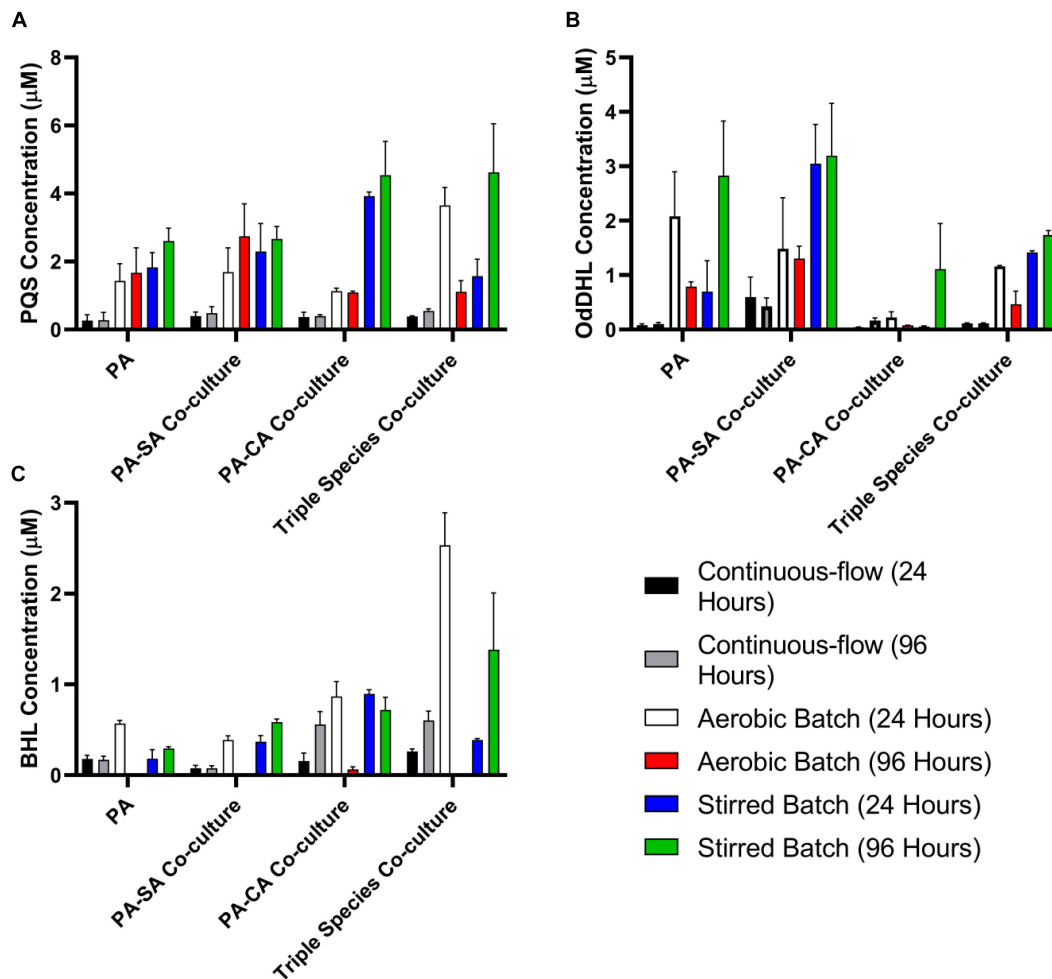 A
PQS Concentration (μM)
8
6
4
2
0
PA
PA-SA Co-culture
PA-CA Co-culture
Triple Species Co-culture
B
OdDHL Concentration (μM)
5
4
3
2
1
0
PA
PA-SA Co-culture
PA-CA Co-culture
Triple Species Co-culture
C
BHL Concentration (μM)
3
2
1
0
PA
PA-SA Co-culture
PA-CA Co-culture
Triple Species Co-culture
Continuous-flow (24
Hours)
Continuous-flow (96
Hours)
Aerobic Batch (24 Hours)
Aerobic Batch (96 Hours)
Stirred Batch (24 Hours)
Stirred Batch (96 Hours)